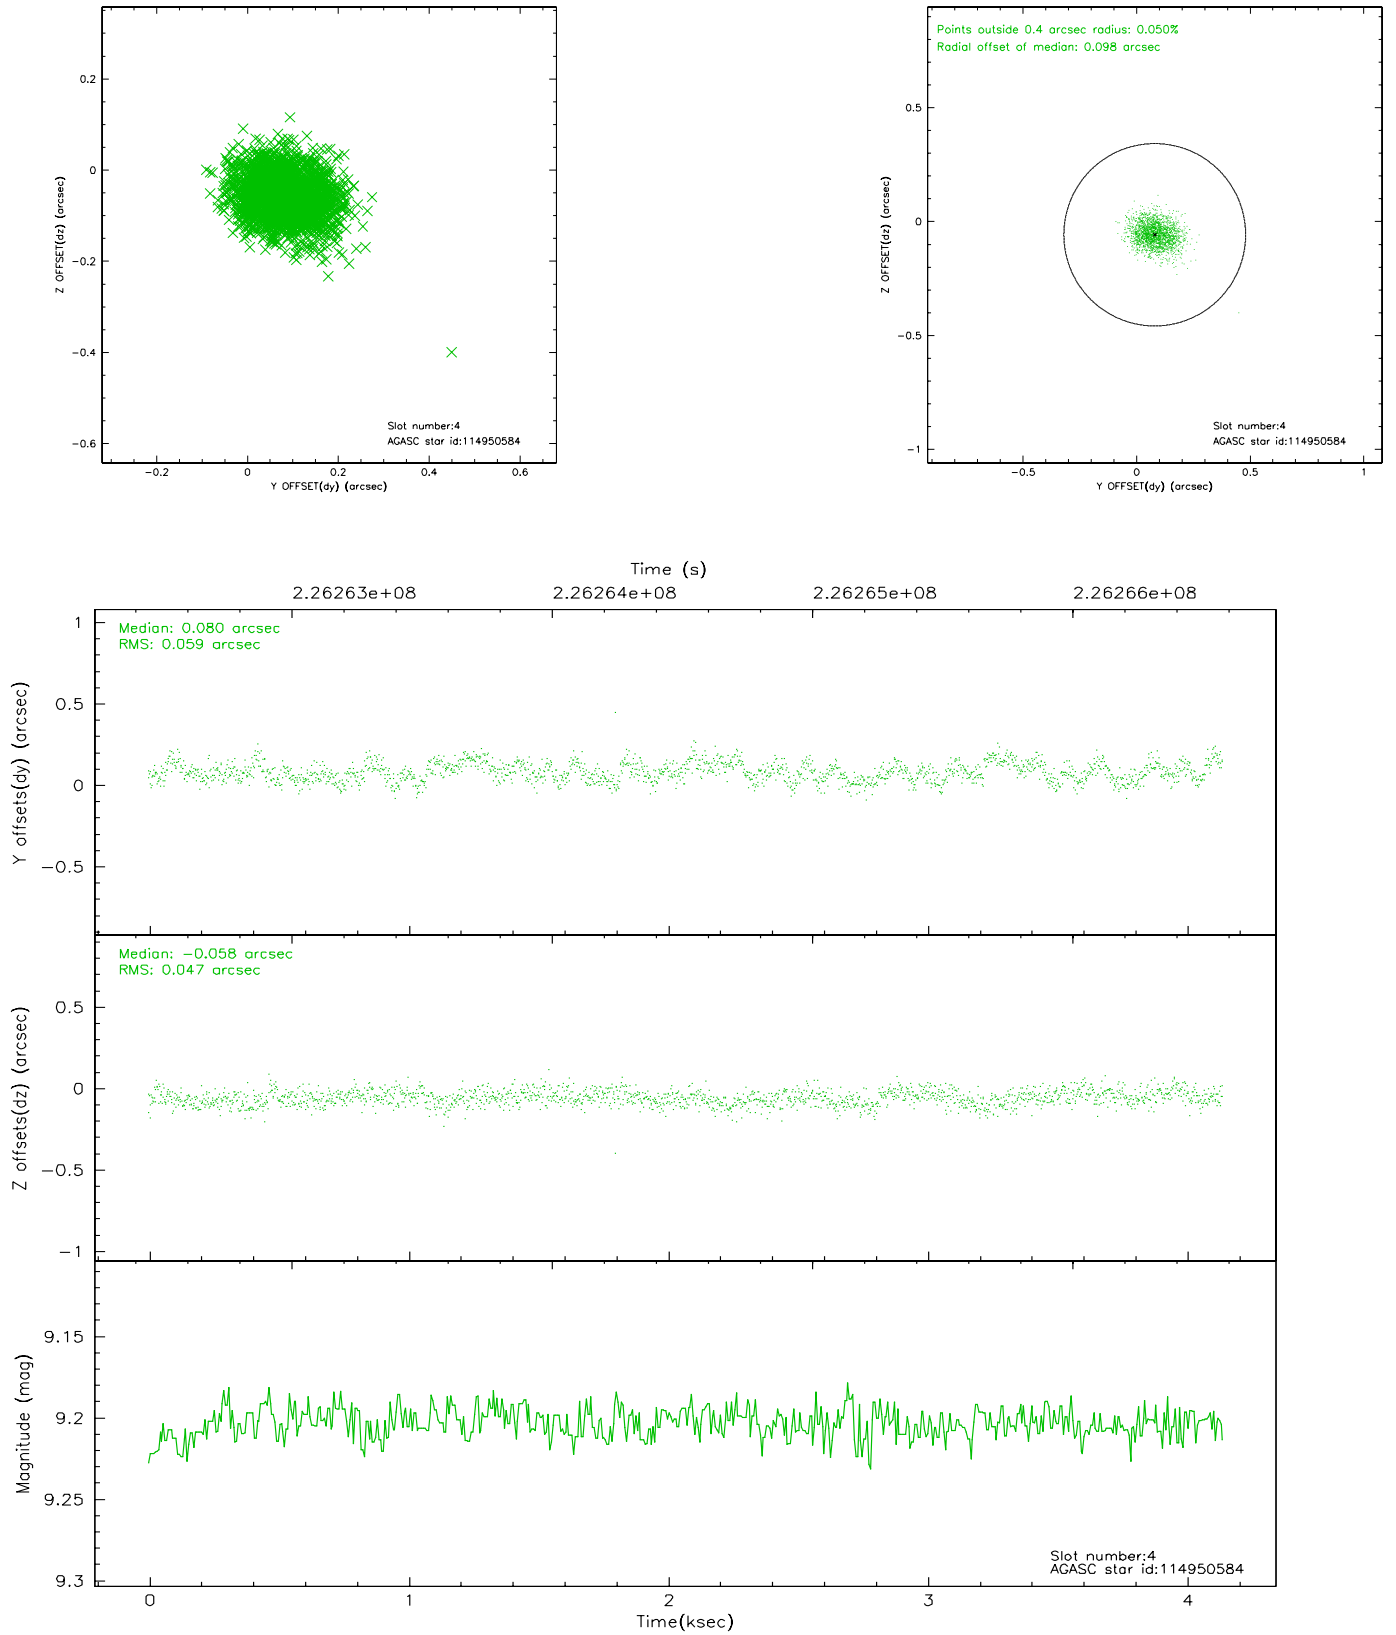 0.2
0
−0.2
−0.4
−0.6
Z OFFSET(dz) (arcsec)
Slot number:4
AGASC star id:114950584
−0.2 0 0.2 0.4 0.6
Y OFFSET(dy) (arcsec)
Points outside 0.4 arcsec radius: 0.050%
Radial offset of median: 0.098 arcsec
0.5
0
−0.5
−1
Z OFFSET(dz) (arcsec)
Slot number:4
AGASC star id:114950584
−0.5 0 0.5 1
Y OFFSET(dy) (arcsec)
Time (s)
2.26263e+08 2.26264e+08 2.26265e+08 2.26266e+08
Median: 0.080 arcsec
RMS: 0.059 arcsec
1
0.5
0
−0.5
Y offsets(dy) (arcsec)
Median: −0.058 arcsec
RMS: 0.047 arcsec
0.5
0
−0.5
−1
Z offsets(dz) (arcsec)
9.15
9.2
9.25
9.3
Magnitude (mag)
Slot number:4
AGASC star id:114950584
0 1 2 3 4
Time(ksec)